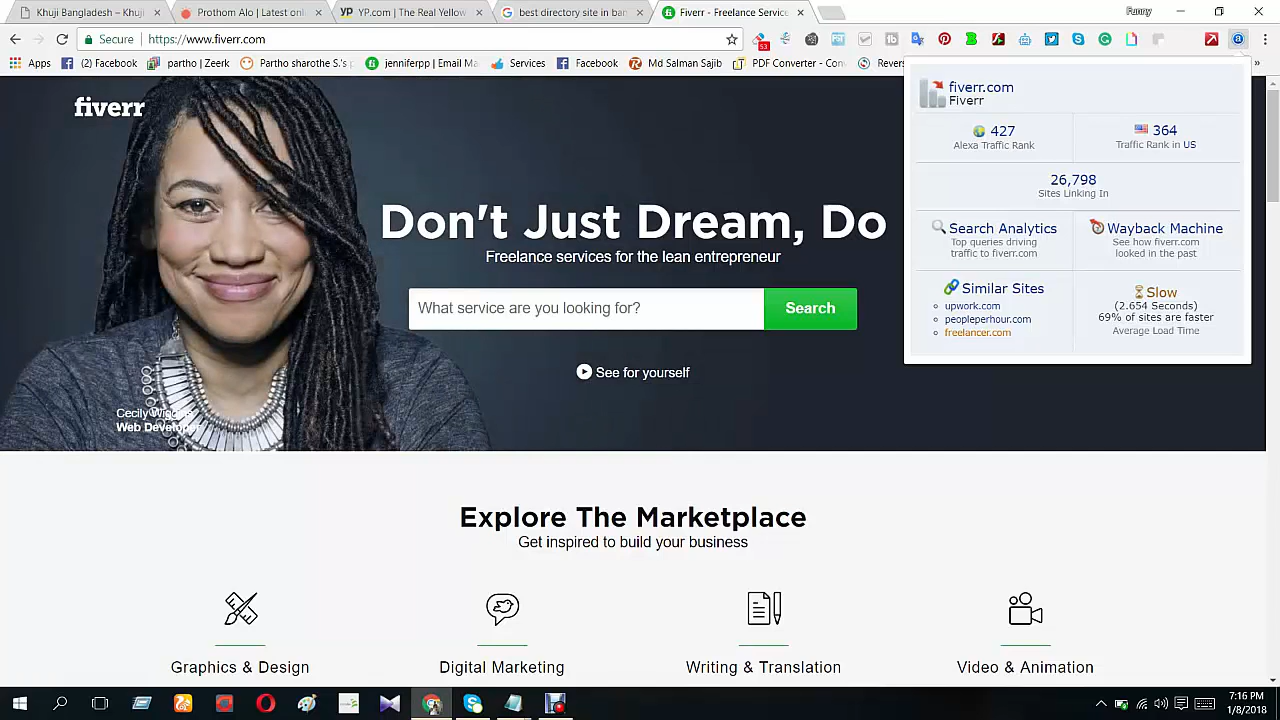 Khuji Bangladesh - Khuji
Prothom Alo | Latest onli
YP.com | The Real Yellow
best directory site in ban
Fiverr - Freelance Service
Funny
Secure
https://www.fiverr.com
53
Apps
(2) Facebook
partho | Zeerk
Partho sharothe S.'s p
jenniferpp | Email Ma
Services
Facebook
Md Salman Sajil
PDF Converter - Con
Revers
»
fiverr
fiverr.com
Fiverr
427
Alexa Traffic Rank
364
Traffic Rank in US
26,798
Sites Linking In
Search Analytics
Top queries driving
traffic to fiverr.com
Wayback Machine
See how fiverr.com
looked in the past
Similar Sites
upwork.com
peopleperhour.com
freelancer.com
Slow
(2.654 Seconds)
69% of sites are faster
Average Load Time
Don't Just Dream, Do
Freelance services for the lean entrepreneur
What service are you looking for?
Search
See for yourself
Cecily Wiggins
Web Developer
Explore The Marketplace
Get inspired to build your business
Graphics & Design
Digital Marketing
Writing & Translation
Video & Animation
7:16 PM
1/8/2018